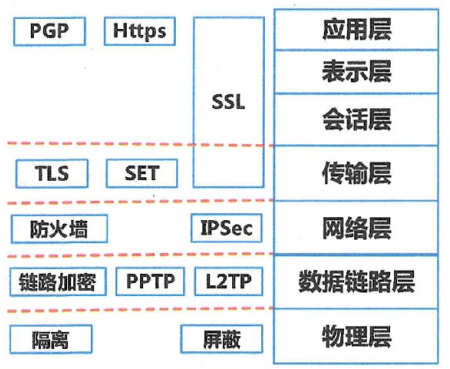 PGP Https 应用层
表示层
SSL
会话层
TLS SET 传输层
防火墙 IPSec 网络层
链路加密 PPTP L2TP 数据链路层
隔离 屏蔽 物理层